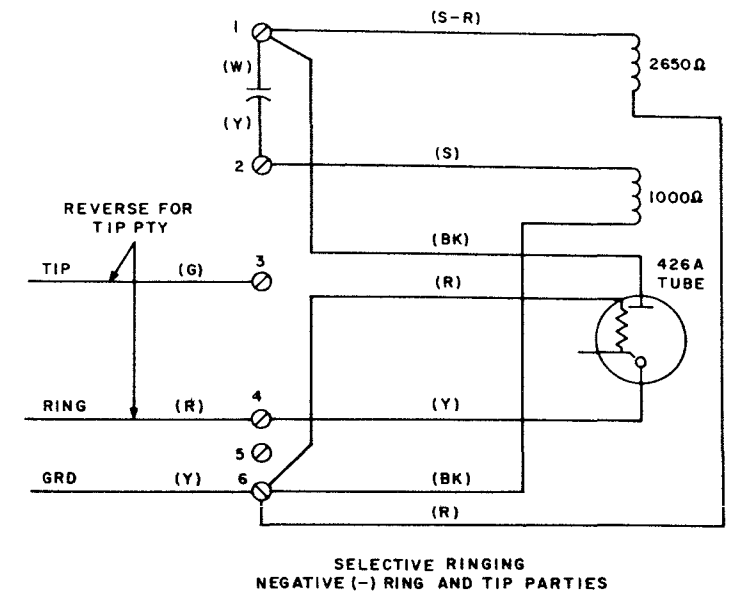 1
(S-R)
2650Ω
(W)
(Y)
2
(S)
1000Ω
REVERSE FOR
TIP PTY
(BK)
426A
TUBE
TIP
(G)
3
(R)
RING
(R)
4
(Y)
5
GRD
(Y)
6
(BK)
(R)
SELECTIVE RINGING
NEGATIVE (-) RING AND TIP PARTIES